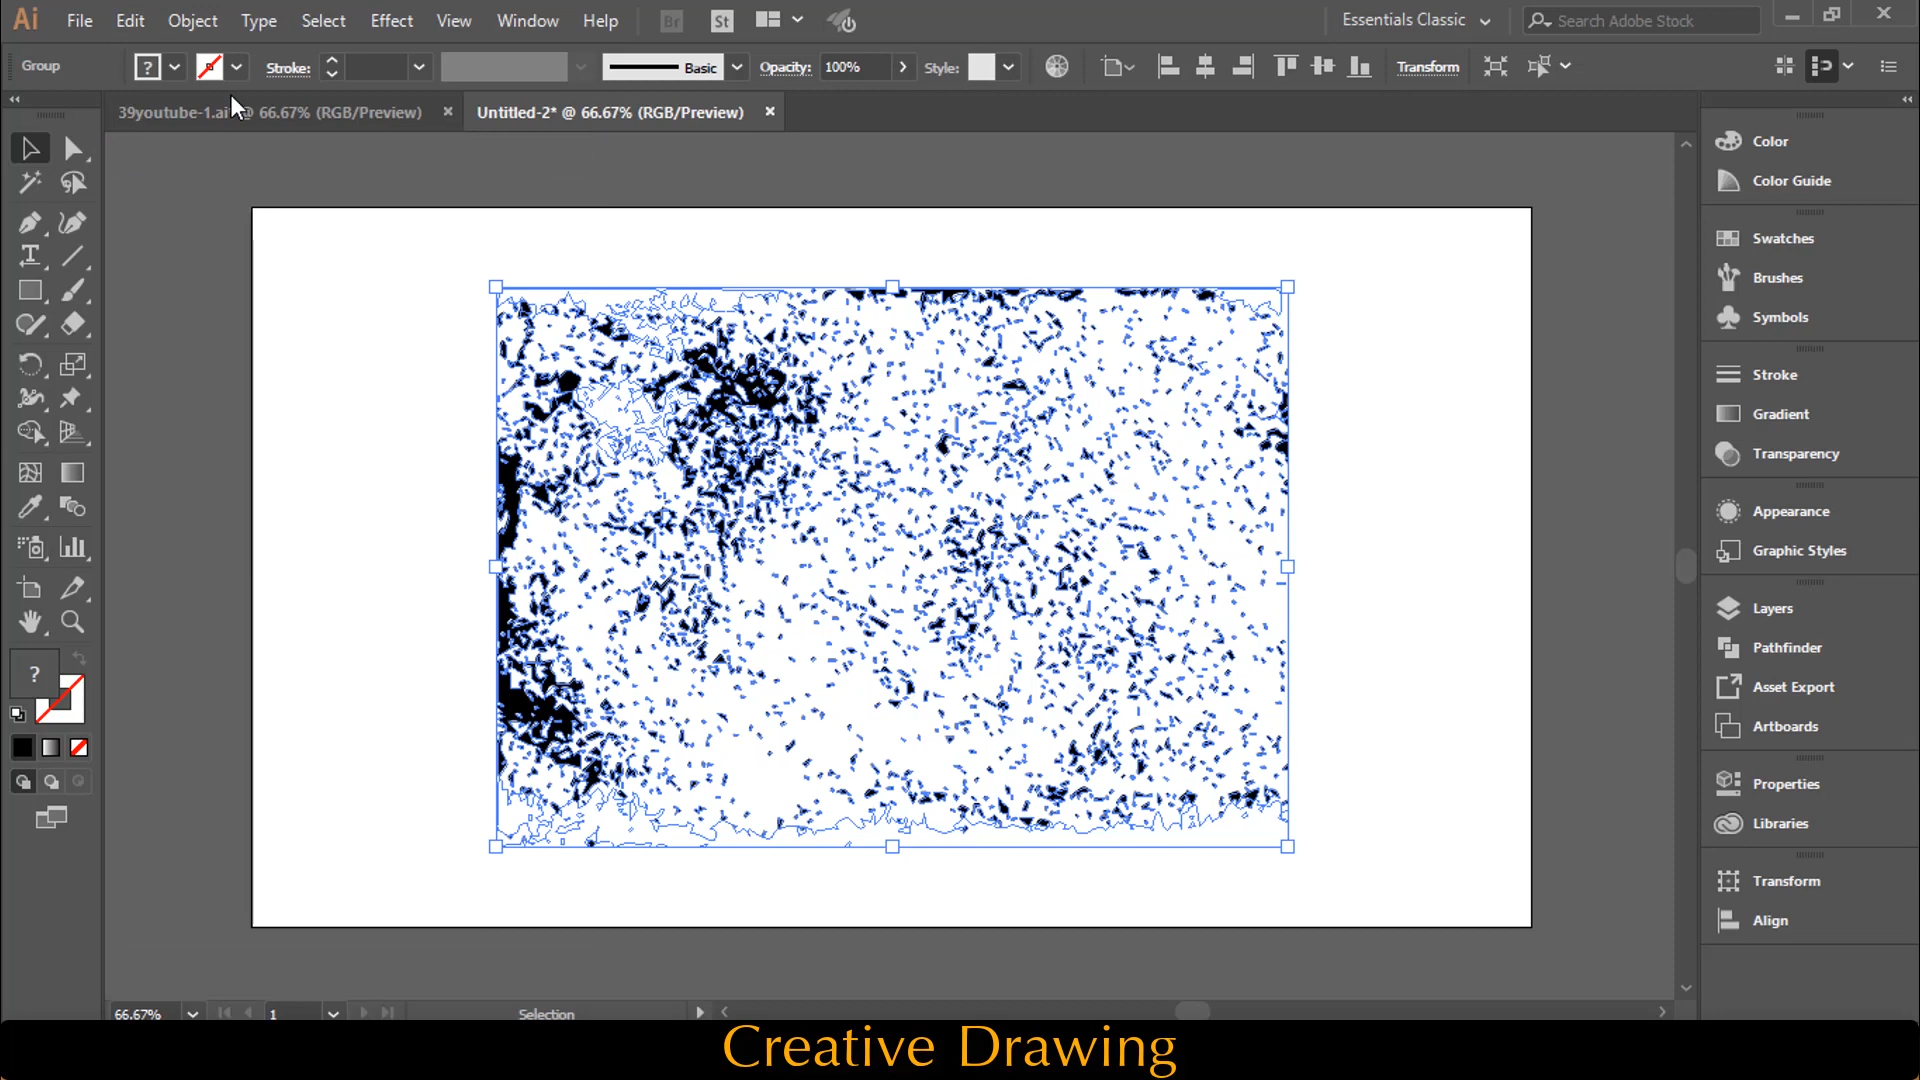 Ai File Edit Object Type Select Effect View Window Help Br St Essentials Classic Search Adobe Stock
Group ? Stroke: Basic Opacity: 100% Style: Transform
39youtube-1.ai @ 66.67% (RGB/Preview) × Untitled-2* @ 66.67% (RGB/Preview) ×
Color
Color Guide
Swatches
Brushes
Symbols
Stroke
Gradient
Transparency
Appearance
Graphic Styles
Layers
Pathfinder
Asset Export
Artboards
Properties
Libraries
Transform
Align
?
66.67% 1 Selection
Creative Drawing